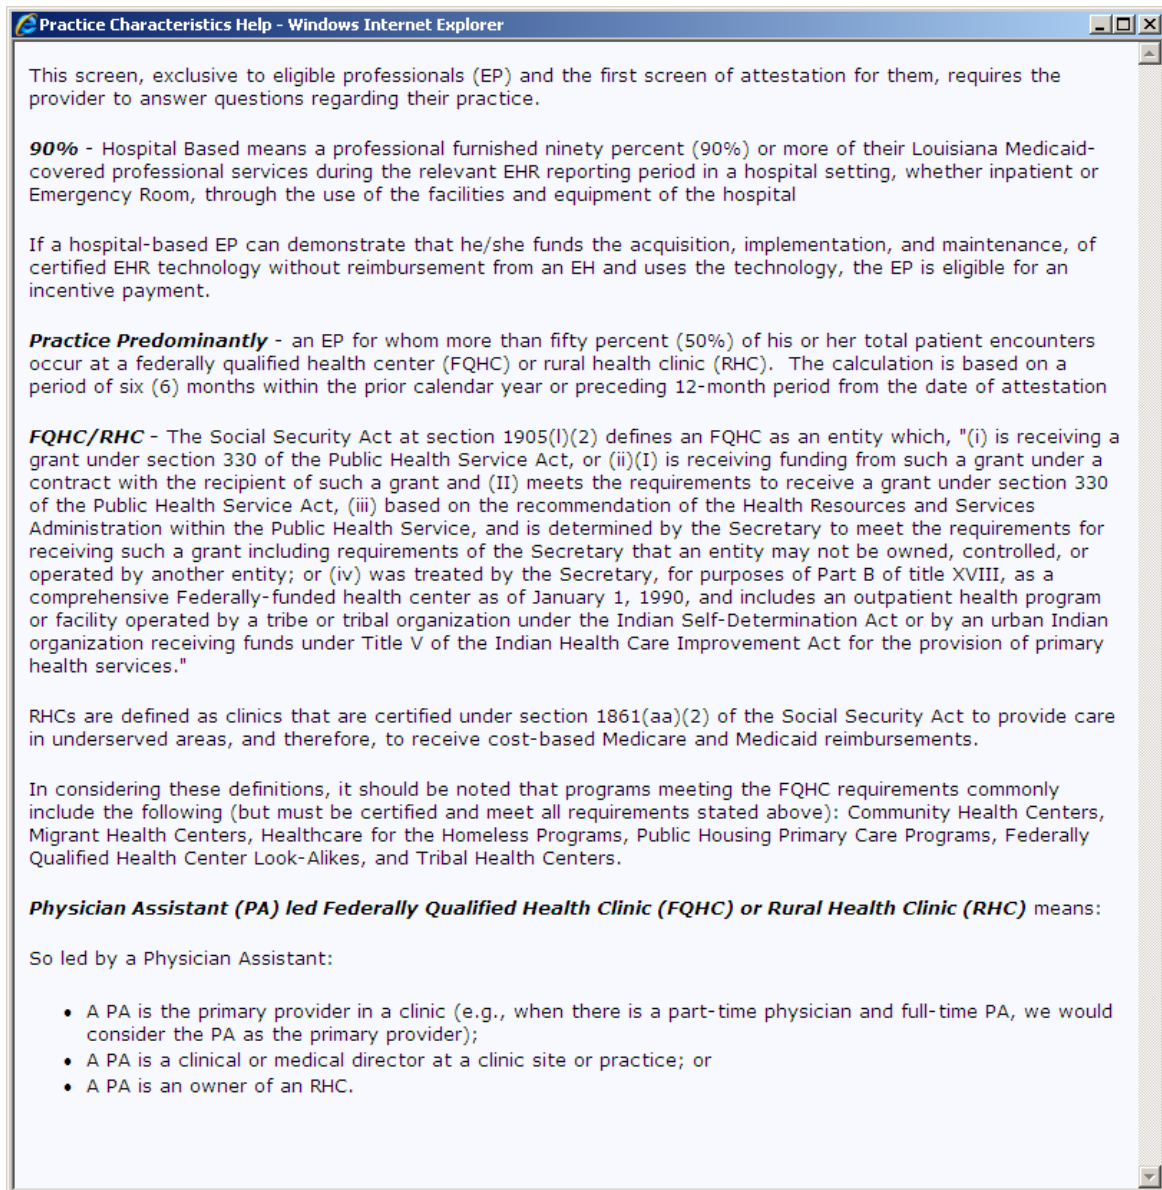 Practice Characteristics Help - Windows Internet Explorer
This screen, exclusive to eligible professionals (EP) and the first screen of attestation for them, requires the
provider to answer questions regarding their practice.
90% - Hospital Based means a professional furnished ninety percent (90%) or more of their Louisiana Medicaid-
covered professional services during the relevant EHR reporting period in a hospital setting, whether inpatient or
Emergency Room, through the use of the facilities and equipment of the hospital
If a hospital-based EP can demonstrate that he/she funds the acquisition, implementation, and maintenance, of
certified EHR technology without reimbursement from an EH and uses the technology, the EP is eligible for an
incentive payment.
Practice Predominantly - an EP for whom more than fifty percent (50%) of his or her total patient encounters
occur at a federally qualified health center (FQHC) or rural health clinic (RHC).  The calculation is based on a
period of six (6) months within the prior calendar year or preceding 12-month period from the date of attestation
FQHC/RHC - The Social Security Act at section 1905(l)(2) defines an FQHC as an entity which, "(i) is receiving a
grant under section 330 of the Public Health Service Act, or (ii)(I) is receiving funding from such a grant under a
contract with the recipient of such a grant and (II) meets the requirements to receive a grant under section 330
of the Public Health Service Act, (iii) based on the recommendation of the Health Resources and Services
Administration within the Public Health Service, and is determined by the Secretary to meet the requirements for
receiving such a grant including requirements of the Secretary that an entity may not be owned, controlled, or
operated by another entity; or (iv) was treated by the Secretary, for purposes of Part B of title XVIII, as a
comprehensive Federally-funded health center as of January 1, 1990, and includes an outpatient health program
or facility operated by a tribe or tribal organization under the Indian Self-Determination Act or by an urban Indian
organization receiving funds under Title V of the Indian Health Care Improvement Act for the provision of primary
health services."
RHCs are defined as clinics that are certified under section 1861(aa)(2) of the Social Security Act to provide care
in underserved areas, and therefore, to receive cost-based Medicare and Medicaid reimbursements.
In considering these definitions, it should be noted that programs meeting the FQHC requirements commonly
include the following (but must be certified and meet all requirements stated above): Community Health Centers,
Migrant Health Centers, Healthcare for the Homeless Programs, Public Housing Primary Care Programs, Federally
Qualified Health Center Look-Alikes, and Tribal Health Centers.
Physician Assistant (PA) led Federally Qualified Health Clinic (FQHC) or Rural Health Clinic (RHC) means:
So led by a Physician Assistant:
• A PA is the primary provider in a clinic (e.g., when there is a part-time physician and full-time PA, we would
consider the PA as the primary provider);
• A PA is a clinical or medical director at a clinic site or practice; or
• A PA is an owner of an RHC.